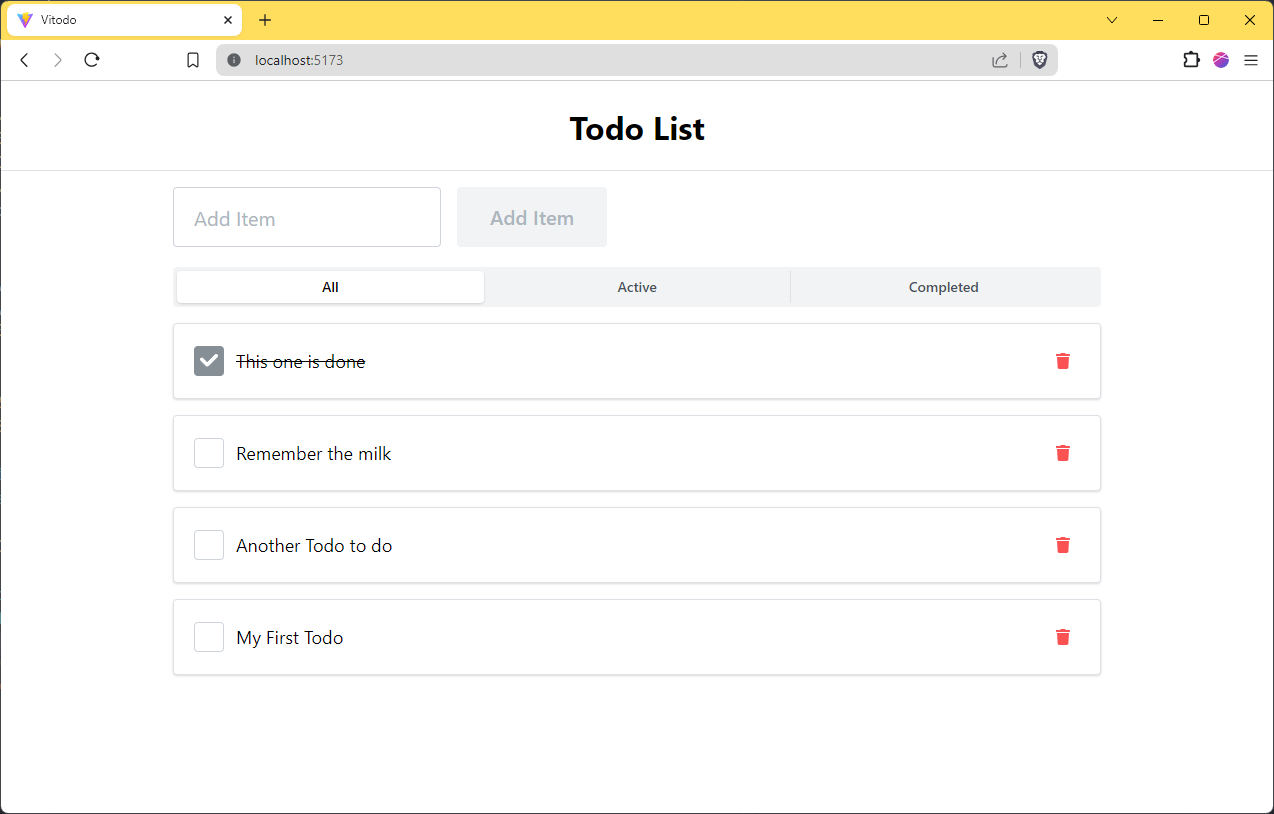 Vitodo
localhost:5173
Todo List
Add Item Add Item
All Active Completed
This one is done
Remember the milk
Another Todo to do
My First Todo